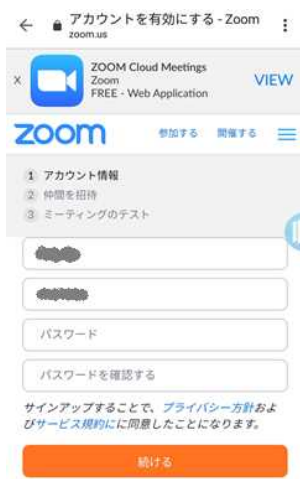 アカウントを有効にする - Zoom
zoom.us
X
ZOOM Cloud Meetings
Zoom
FREE - Web Application
VIEW
zoom
参加する 開催する
1 アカウント情報
2 仲間を招待
3 ミーティングのテスト
パスワード
パスワードを確認する
サインアップすることで、プライバシー方針およ
びサービス規約にに同意したことになります。
続ける